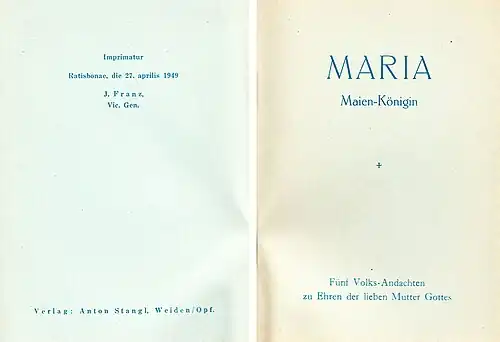 Imprimatur
Ratisbonae, die 27. aprilis 1949
J. Franz,
Vic. Gen.
Verlag: Anton Stangl, Weiden/Opf.
MARIA
Maien-Königin
+
Fünf Volks-Andachten
zu Ehren der lieben Mutter Gottes